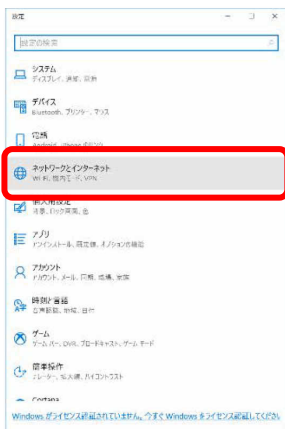 設定
設定の検索
システム
ディスプレイ、通知、電源
デバイス
Bluetooth、プリンター、マウス
電話
Android、iPhone のリンク
ネットワークとインターネット
Wi-Fi、機内モード、VPN
個人用設定
背景、ロック画面、色
アプリ
アンインストール、既定値、オプションの機能
アカウント
アカウント、メール、同期、職場、家族
時刻と言語
音声認識、地域、日付
ゲーム
ゲーム バー、DVR、ブロードキャスト、ゲーム モード
簡単操作
ナレーター、拡大鏡、ハイコントラスト
Cortana
Windows がライセンス認証されていません。今すぐ Windows をライセンス認証してください